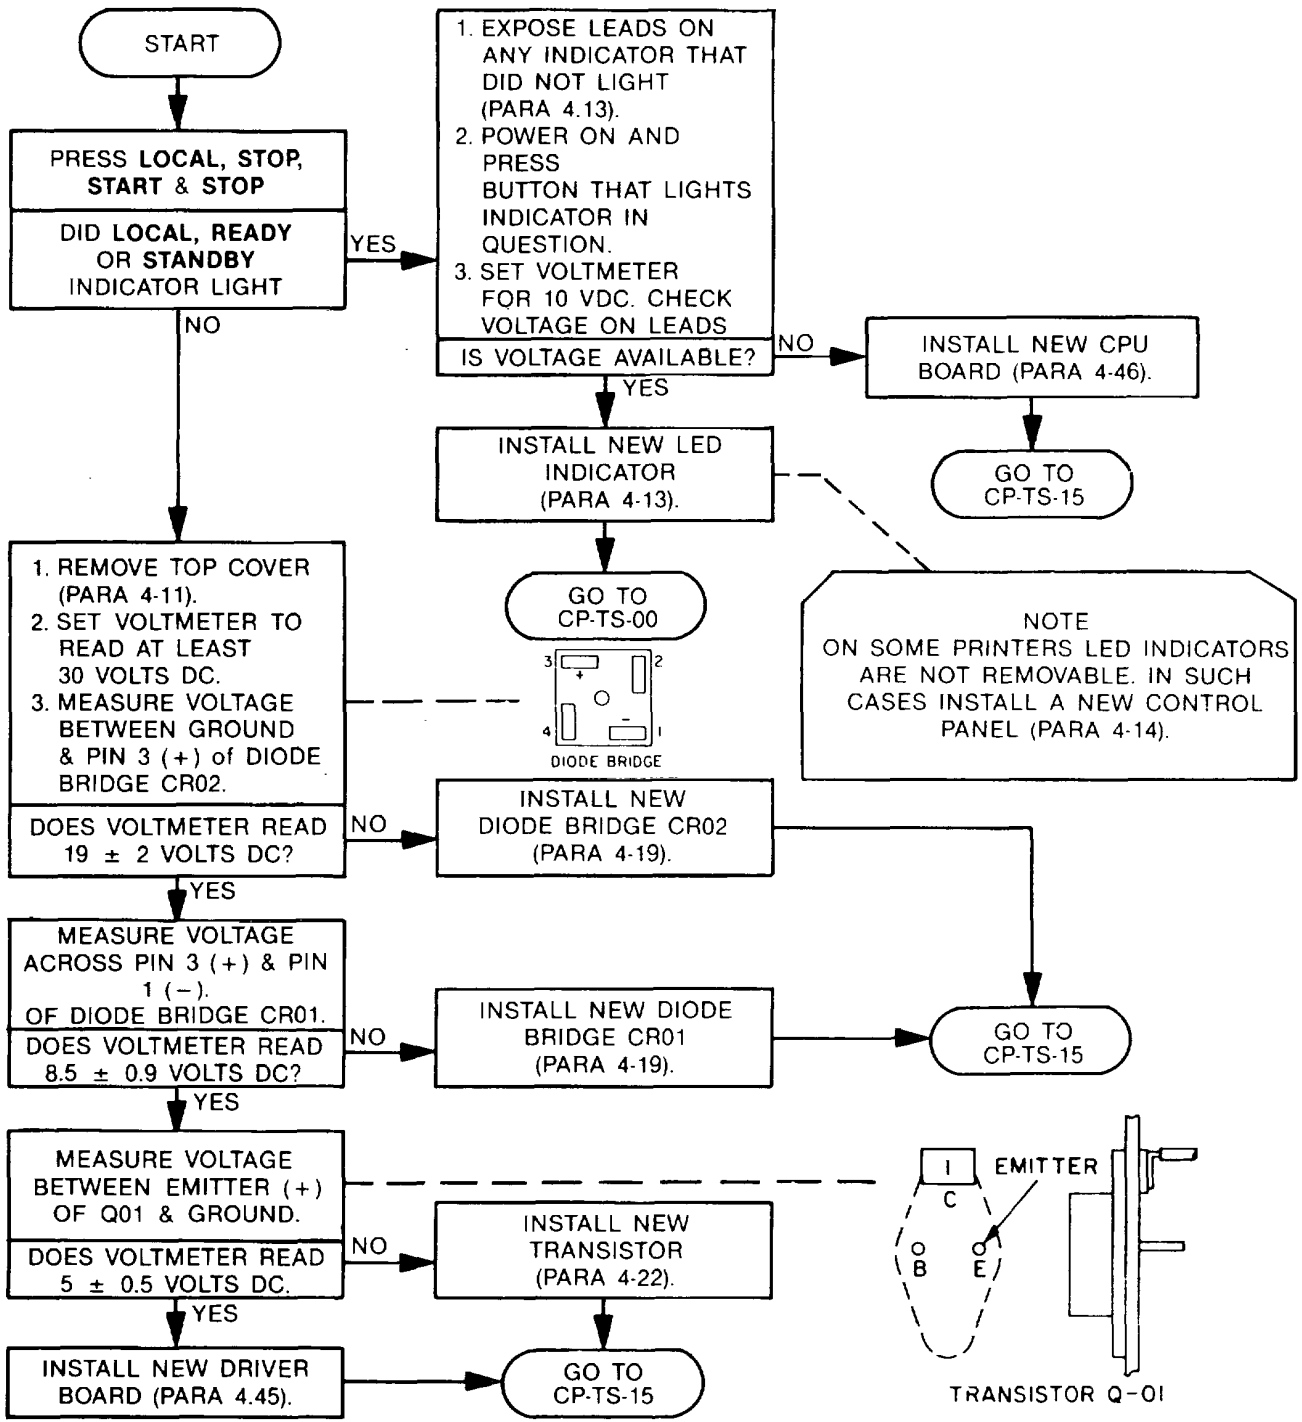 START
PRESS LOCAL, STOP,
START & STOP
DID LOCAL, READY
OR STANDBY
INDICATOR LIGHT
YES
NO
1. EXPOSE LEADS ON
ANY INDICATOR THAT
DID NOT LIGHT
(PARA 4.13).
2. POWER ON AND
PRESS
BUTTON THAT LIGHTS
INDICATOR IN
QUESTION.
3. SET VOLTMETER
FOR 10 VDC. CHECK
VOLTAGE ON LEADS
IS VOLTAGE AVAILABLE?
NO
YES
INSTALL NEW CPU
BOARD (PARA 4-46).
GO TO
CP-TS-15
INSTALL NEW LED
INDICATOR
(PARA 4-13).
GO TO
CP-TS-00
NOTE
ON SOME PRINTERS LED INDICATORS
ARE NOT REMOVABLE. IN SUCH
CASES INSTALL A NEW CONTROL
PANEL (PARA 4-14).
1. REMOVE TOP COVER
(PARA 4-11).
2. SET VOLTMETER TO
READ AT LEAST
30 VOLTS DC.
3. MEASURE VOLTAGE
BETWEEN GROUND
& PIN 3 (+) of DIODE
BRIDGE CR02.
DOES VOLTMETER READ
19 ± 2 VOLTS DC?
NO
YES
3
+
2
4
−
1
DIODE BRIDGE
INSTALL NEW
DIODE BRIDGE CR02
(PARA 4-19).
MEASURE VOLTAGE
ACROSS PIN 3 (+) & PIN
1 (−).
OF DIODE BRIDGE CR01.
DOES VOLTMETER READ
8.5 ± 0.9 VOLTS DC?
NO
YES
INSTALL NEW DIODE
BRIDGE CR01
(PARA 4-19).
GO TO
CP-TS-15
MEASURE VOLTAGE
BETWEEN EMITTER (+)
OF Q01 & GROUND.
DOES VOLTMETER READ
5 ± 0.5 VOLTS DC.
NO
YES
INSTALL NEW
TRANSISTOR
(PARA 4-22).
INSTALL NEW DRIVER
BOARD (PARA 4.45).
GO TO
CP-TS-15
1
EMITTER
C
B
E
TRANSISTOR Q-01